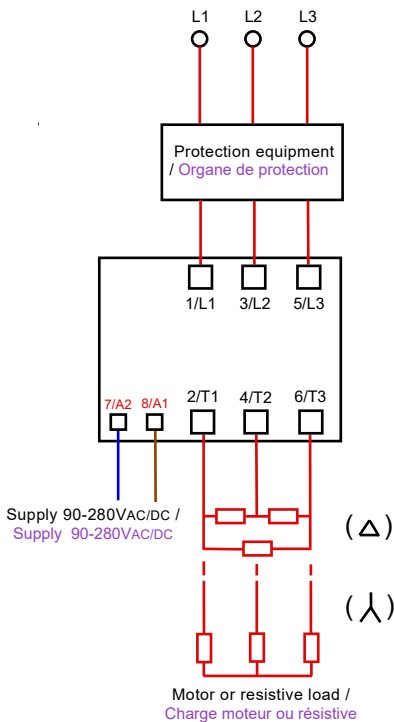 L1 L2 L3
Protection equipment
/ Organe de protection
1/L1 3/L2 5/L3
7/A2 8/A1 2/T1 4/T2 6/T3
Supply 90-280VAC/DC /
Supply 90-280VAC/DC
(△)
(⅄)
Motor or resistive load /
Charge moteur ou résistive